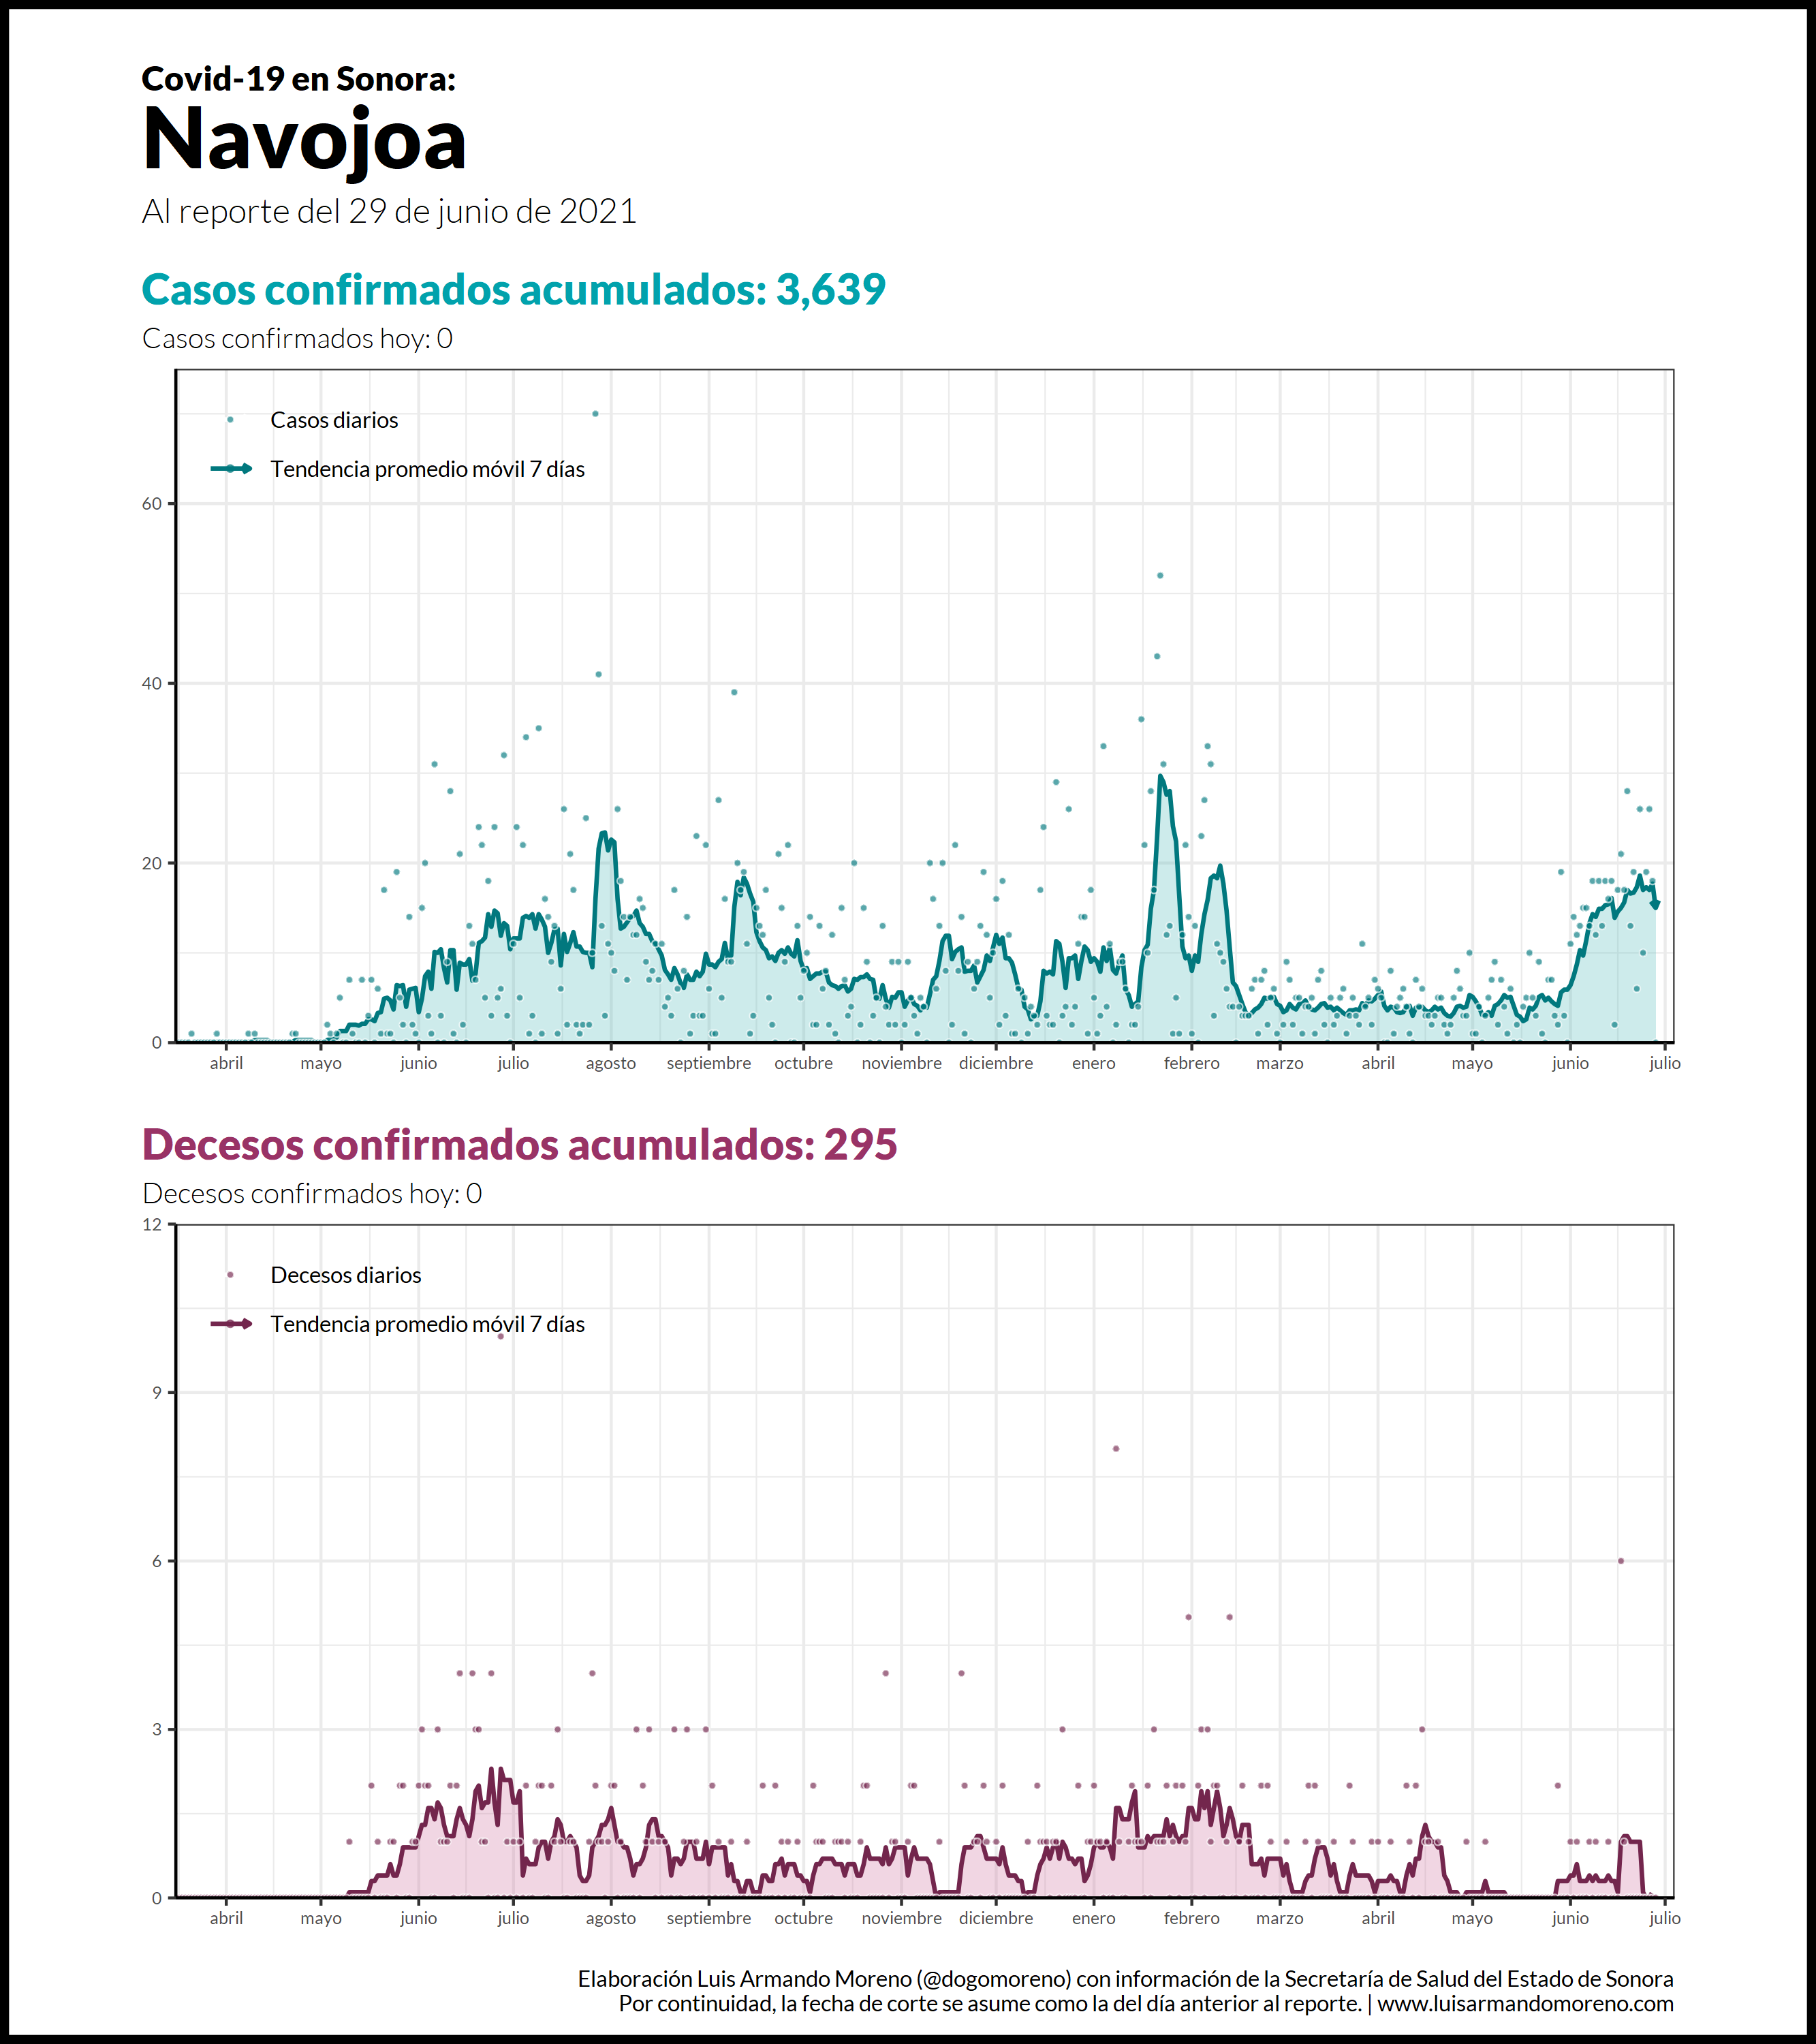 Covid-19 en Sonora:
Navojoa
Al reporte del 29 de junio de 2021
Casos confirmados acumulados: 3,639
Casos confirmados hoy: 0
Casos diarios
Tendencia promedio móvil 7 días
60
40
20
0
abril mayo junio julio agosto septiembre octubre noviembre diciembre enero febrero marzo abril mayo junio julio
Decesos confirmados acumulados: 295
Decesos confirmados hoy: 0
12
Decesos diarios
Tendencia promedio móvil 7 días
9
6
3
0
abril mayo junio julio agosto septiembre octubre noviembre diciembre enero febrero marzo abril mayo junio julio
Elaboración Luis Armando Moreno (@dogomoreno) con información de la Secretaría de Salud del Estado de Sonora
Por continuidad, la fecha de corte se asume como la del día anterior al reporte. | www.luisarmandomoreno.com